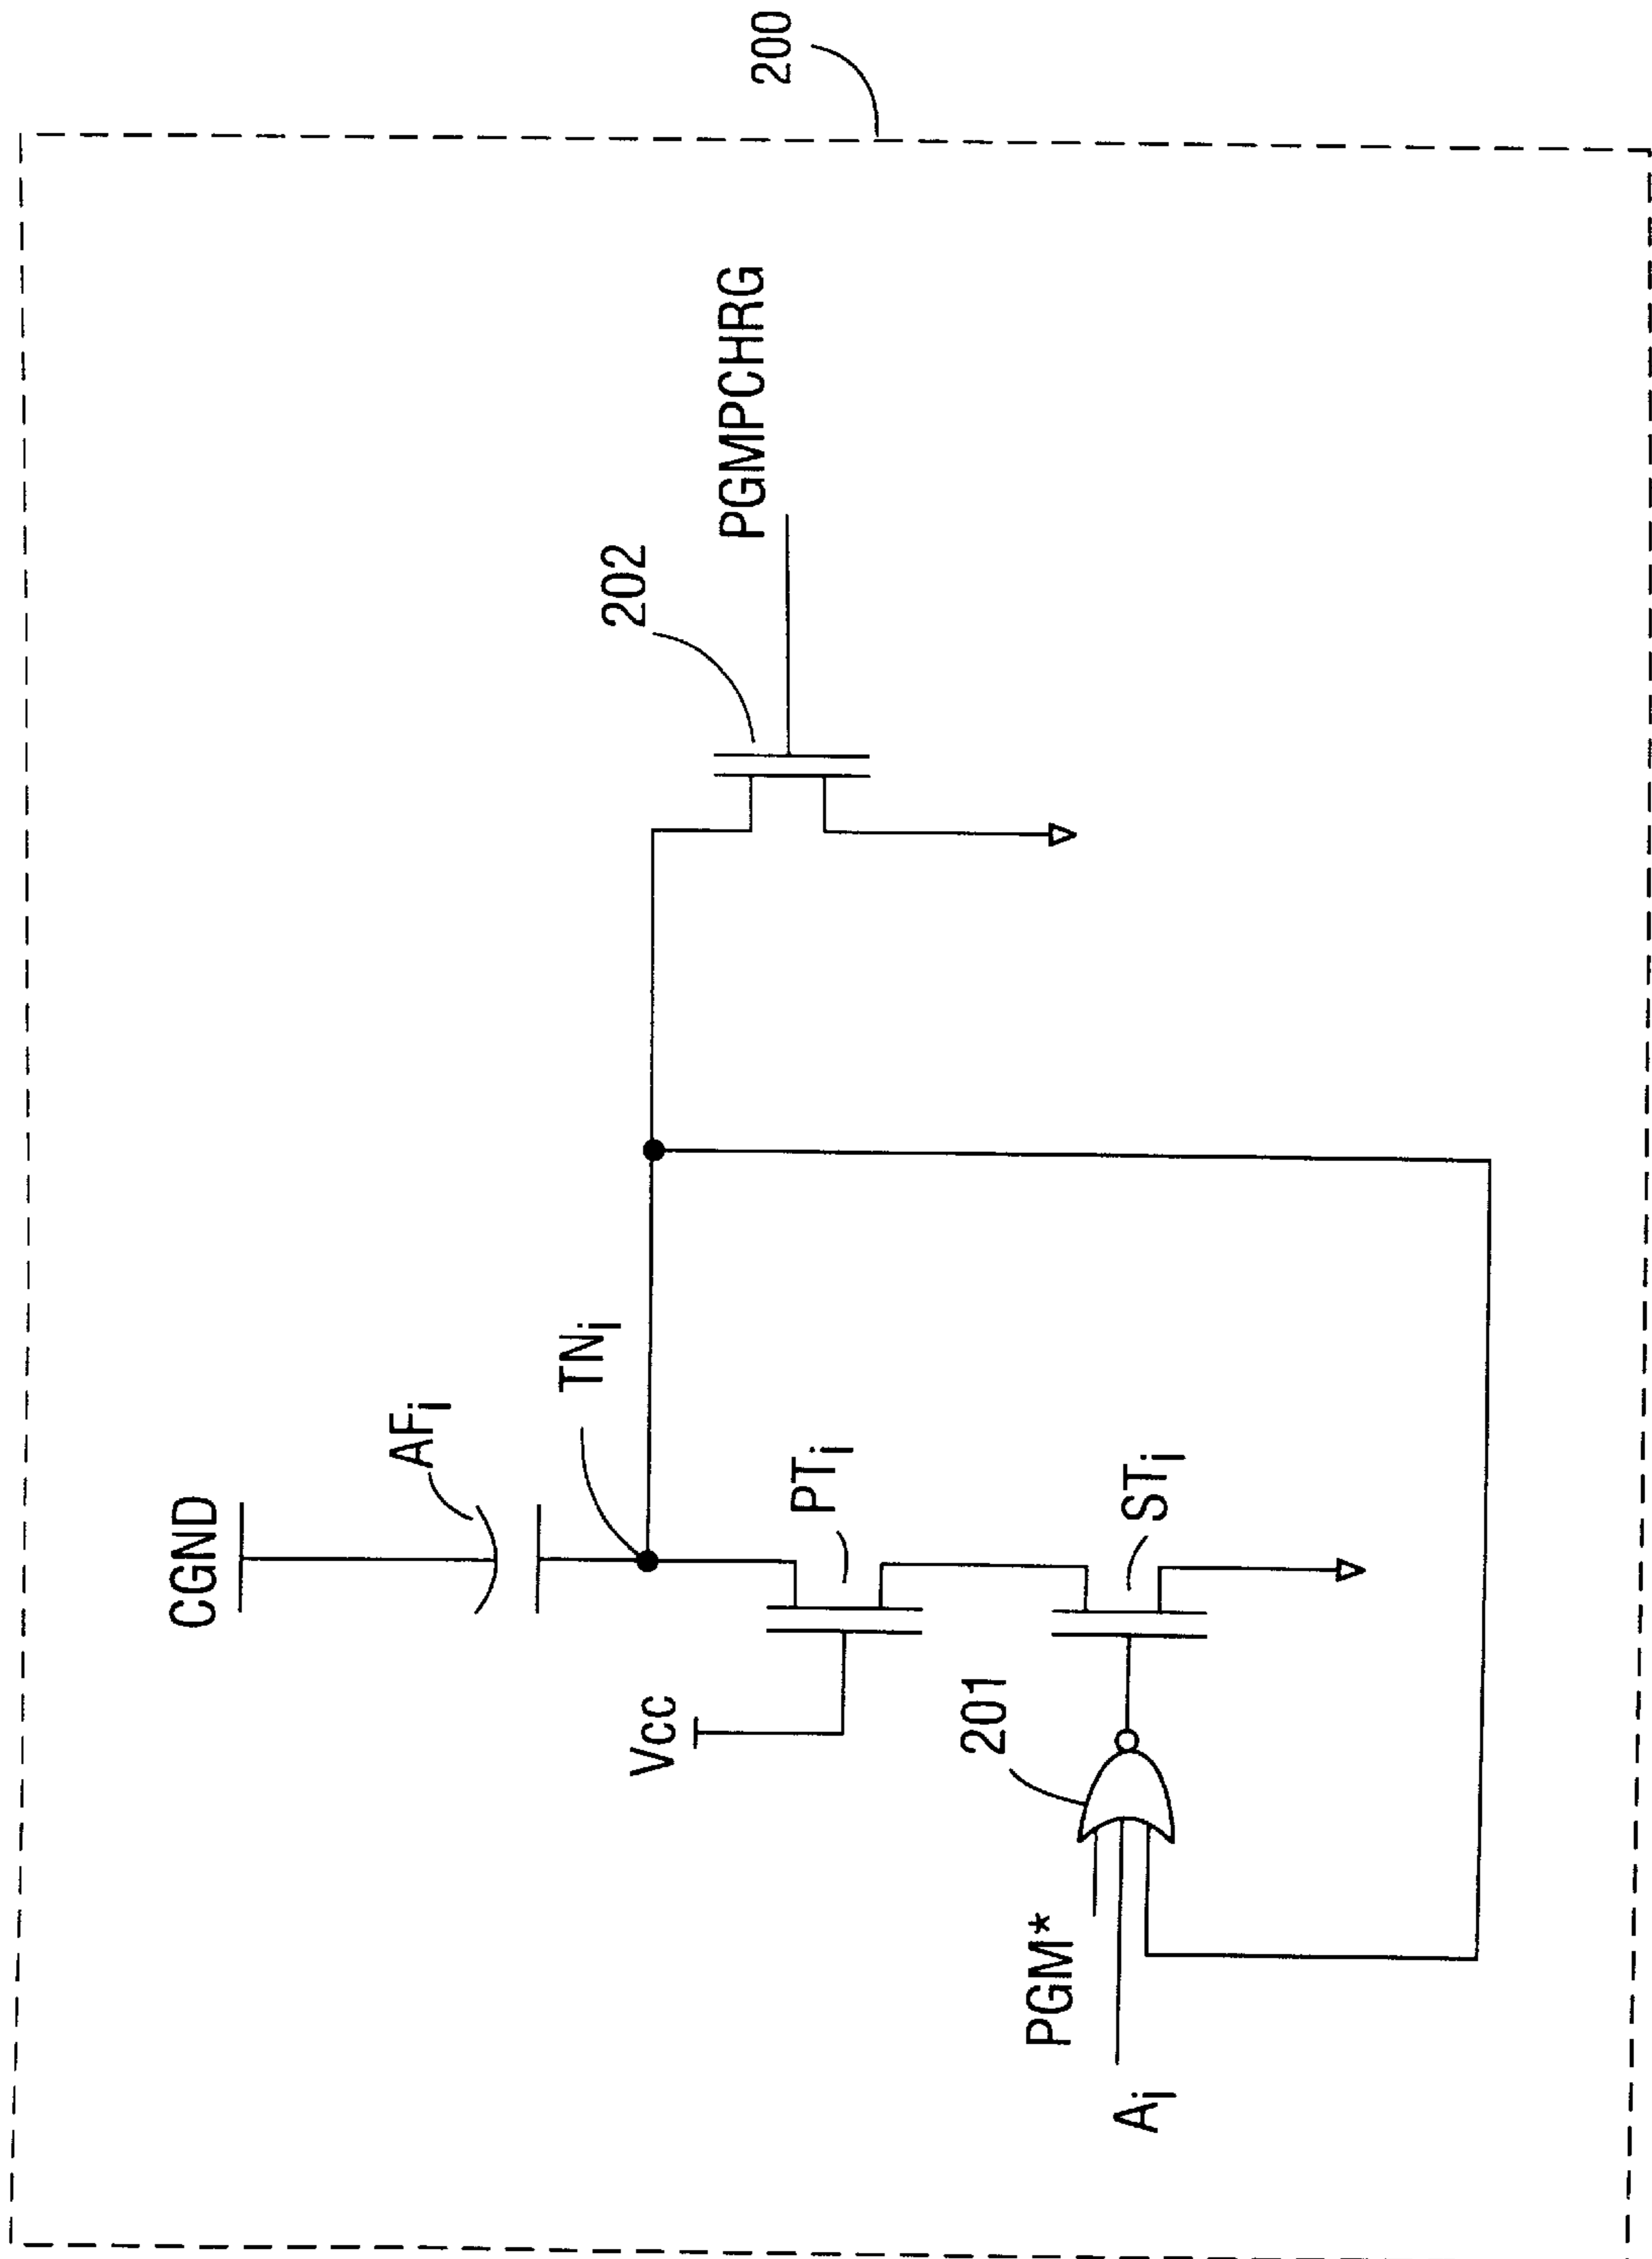 200
PGMPCHRG
202
CGND
AFi
TNi
Vcc
PTi
201
STi
PGM*
Ai